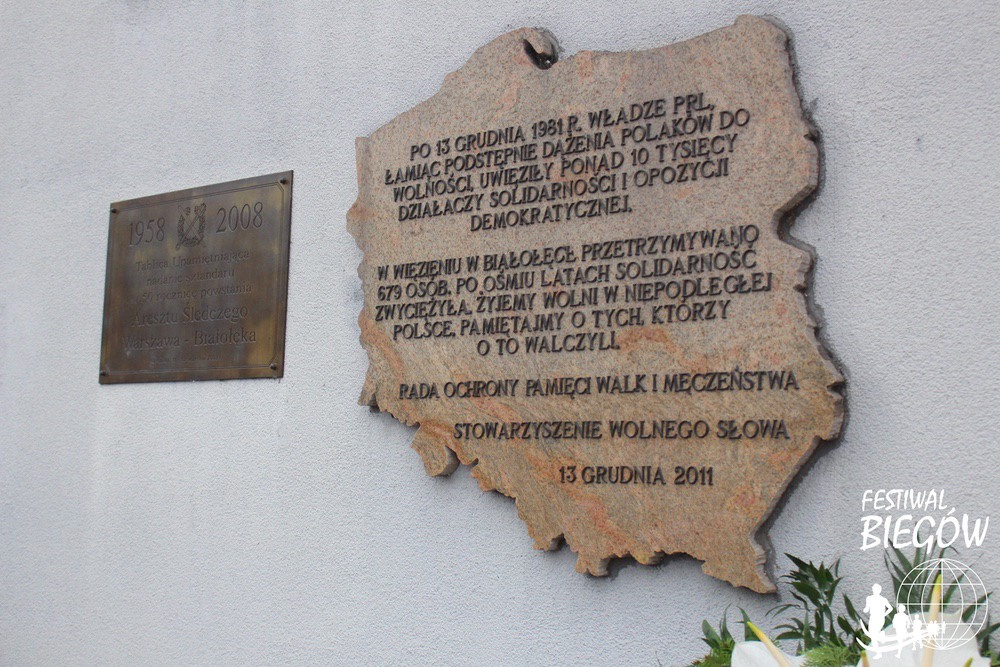 1958 2008
Tablica Upamiętniająca
nadanie sztandaru
w 50 rocznicę powstania
Aresztu Śledczego
Warszawa - Białołęka
PO 13 GRUDNIA 1981 R. WŁADZE PRL,
ŁAMIĄC PODSTĘPNIE DĄŻENIA POLAKÓW DO
WOLNOŚCI, UWIĘZIŁY PONAD 10 TYSIĘCY
DZIAŁACZY SOLIDARNOŚCI I OPOZYCJI
DEMOKRATYCZNEJ.
W WIĘZIENIU W BIAŁOŁĘCE PRZETRZYMYWANO
679 OSÓB. PO OŚMIU LATACH SOLIDARNOŚĆ
ZWYCIĘŻYŁA. ŻYJEMY WOLNI W NIEPODLEGŁEJ
POLSCE. PAMIĘTAJMY O TYCH, KTÓRZY
O TO WALCZYLI.
RADA OCHRONY PAMIĘCI WALK I MĘCZEŃSTWA
STOWARZYSZENIE WOLNEGO SŁOWA
13 GRUDNIA 2011
FESTIWAL
BIEGÓW